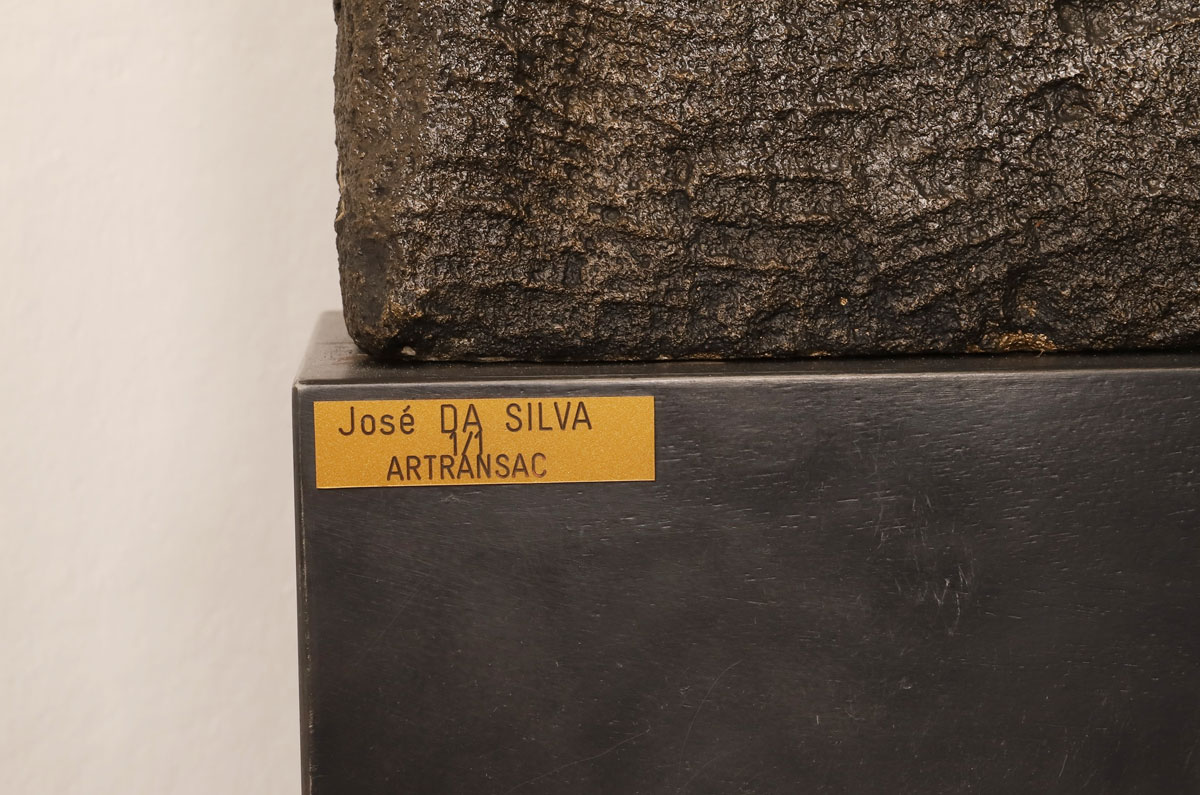 José DA SILVA
1/1
ARTRANSAC